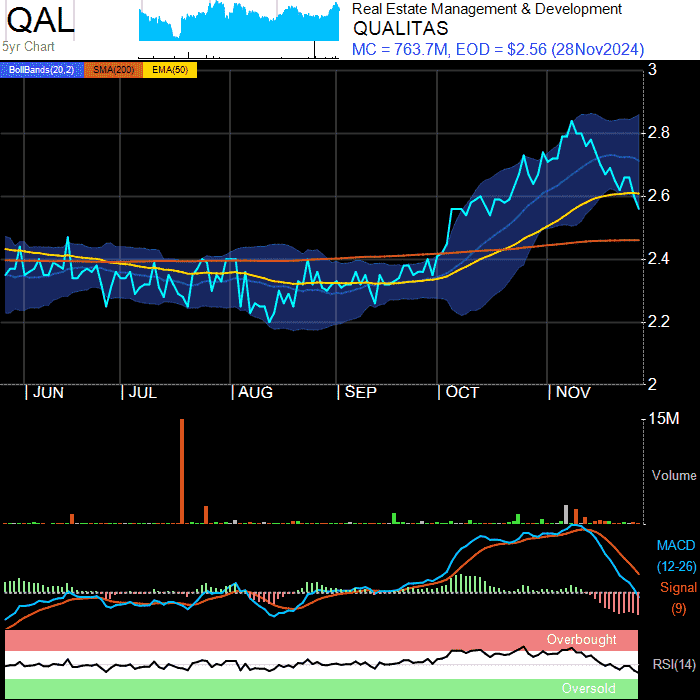 QAL
5yr Chart
Real Estate Management & Development
QUALITAS
MC = 763.7M, EOD = $2.56 (28Nov2024)
BollBands(20,2) SMA(200) EMA(50)
3
2.8
2.6
2.4
2.2
2
JUN JUL AUG SEP OCT NOV
15M
Volume
MACD
(12-26)
Signal
(9)
Overbought
RSI(14)
Oversold